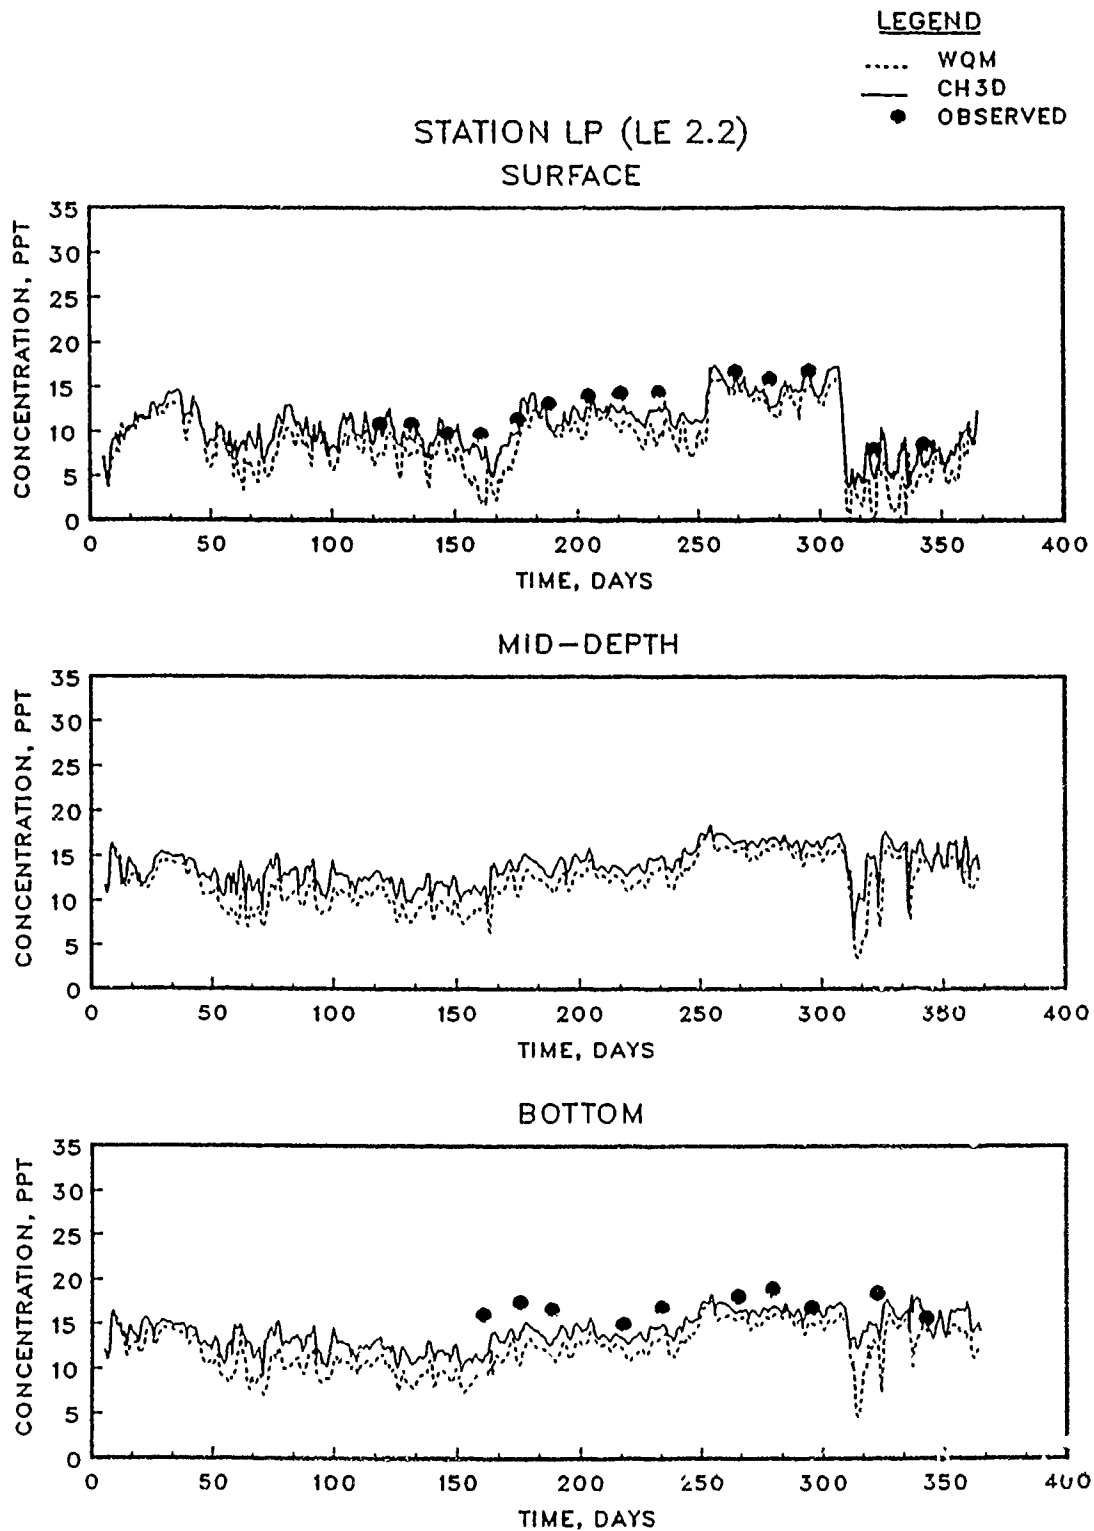 LEGEND
WQM
CH3D
OBSERVED
STATION LP (LE 2.2)
SURFACE
CONCENTRATION, PPT
35
30
25
20
15
10
5
0
0 50 100 150 200 250 300 350 400
TIME, DAYS
MID-DEPTH
CONCENTRATION, PPT
35
30
25
20
15
10
5
0
0 50 100 150 200 250 300 350 400
TIME, DAYS
BOTTOM
CONCENTRATION, PPT
35
30
25
20
15
10
5
0
0 50 100 150 200 250 300 350 400
TIME, DAYS